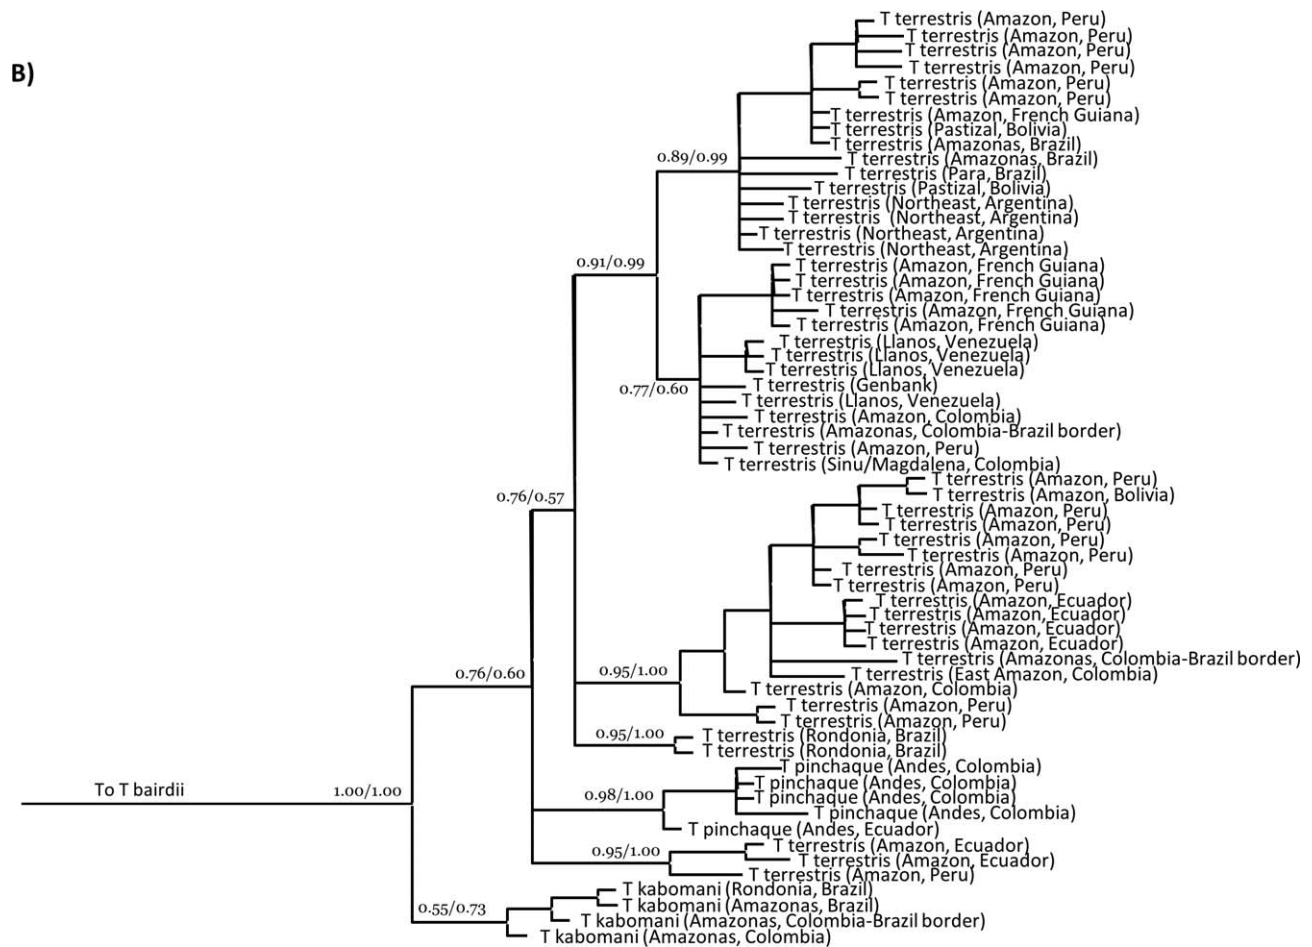 T terrestris (Amazon, Peru)
T terrestris (Amazon, Peru)
B)
T terrestris (Amazon, Peru)
T terrestris (Amazon, Peru)
T terrestris (Amazon, Peru)
T terrestris (Amazon, Peru)
T terrestris (Amazon, French Guiana)
T terrestris (Pastizal, Bolivia)
T terrestris (Amazonas, Brazil)
0.89/0.99
T terrestris (Amazonas, Brazil)
T terrestris (Para, Brazil)
T terrestris (Pastizal, Bolivia)
T terrestris (Northeast, Argentina)
T terrestris (Northeast, Argentina)
T terrestris (Northeast, Argentina)
T terrestris (Northeast, Argentina)
0.91/0.99
T terrestris (Amazon, French Guiana)
T terrestris (Amazon, French Guiana)
T terrestris (Amazon, French Guiana)
T terrestris (Amazon, French Guiana)
T terrestris (Amazon, French Guiana)
T terrestris (Llanos, Venezuela)
T terrestris (Llanos, Venezuela)
T terrestris (Llanos, Venezuela)
0.77/0.60
T terrestris (Genbank)
T terrestris (Llanos, Venezuela)
T terrestris (Amazon, Colombia)
T terrestris (Amazonas, Colombia-Brazil border)
T terrestris (Amazon, Peru)
T terrestris (Sinu/Magdalena, Colombia)
T terrestris (Amazon, Peru)
T terrestris (Amazon, Bolivia)
0.76/0.57
T terrestris (Amazon, Peru)
T terrestris (Amazon, Peru)
T terrestris (Amazon, Peru)
T terrestris (Amazon, Peru)
T terrestris (Amazon, Peru)
T terrestris (Amazon, Peru)
T terrestris (Amazon, Ecuador)
T terrestris (Amazon, Ecuador)
T terrestris (Amazon, Ecuador)
T terrestris (Amazon, Ecuador)
T terrestris (Amazonas, Colombia-Brazil border)
0.76/0.60
0.95/1.00
T terrestris (East Amazon, Colombia)
T terrestris (Amazon, Colombia)
T terrestris (Amazon, Peru)
T terrestris (Amazon, Peru)
0.95/1.00
T terrestris (Rondonia, Brazil)
T terrestris (Rondonia, Brazil)
T pinchaque (Andes, Colombia)
To T bairdii
1.00/1.00
T pinchaque (Andes, Colombia)
0.98/1.00
T pinchaque (Andes, Colombia)
T pinchaque (Andes, Colombia)
T pinchaque (Andes, Ecuador)
T terrestris (Amazon, Ecuador)
0.95/1.00
T terrestris (Amazon, Ecuador)
T terrestris (Amazon, Peru)
T kabomani (Rondonia, Brazil)
T kabomani (Amazonas, Brazil)
0.55/0.73
T kabomani (Amazonas, Colombia-Brazil border)
T kabomani (Amazonas, Colombia)